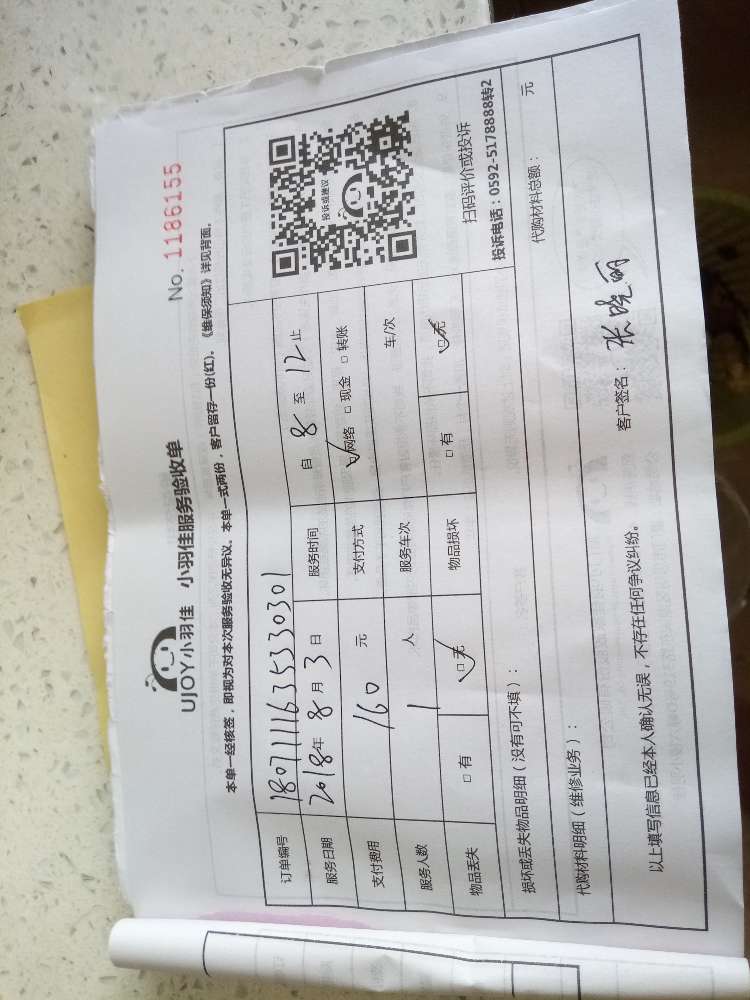 UJOY小羽佳 小羽佳服务验收单
No. 1186155
本单一经核签，即视为对本次服务验收无异议。本单一式两份，客户留存一份(红)。《维保须知》详见背面。
订单编号 18071111635330301
服务日期 2018年 8 月 3 日 服务时间 自 8 至 12 止
支付费用 160 元 支付方式 ☑网络 □现金 □转账
服务人数 1 人 服务车次 车/次
物品丢失 □有 ☑无 物品损坏 □有 ☑无
投诉或建议
扫码评价或投诉
投诉电话：0592-5178888转2
损坏或丢失物品明细（没有可不填）：
代购材料明细（维修业务）： 代购材料总额： 元
以上填写信息已经本人确认无误，不存在任何争议纠纷。 客户签名：张晓丽